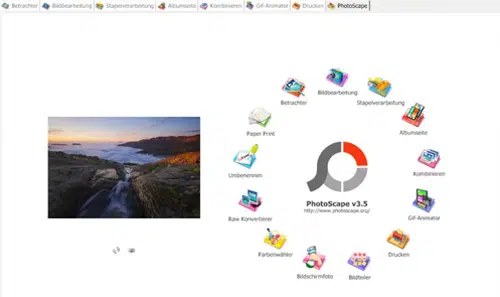 Betrachter Bildbearbeitung Stapelverarbeitung Albumseite Kombinieren GIF-Animator Drucken PhotoScape
Bildbearbeitung
Betrachter
Stapelverarbeitung
Paper Print
Albumseite
Umbenennen
Kombinieren
PhotoScape v3.5
http://www.photoscape.org/
Raw Konvertierer
Gif-Animator
Farbenwähler
Drucken
Bildschirmfoto
Bildteiler